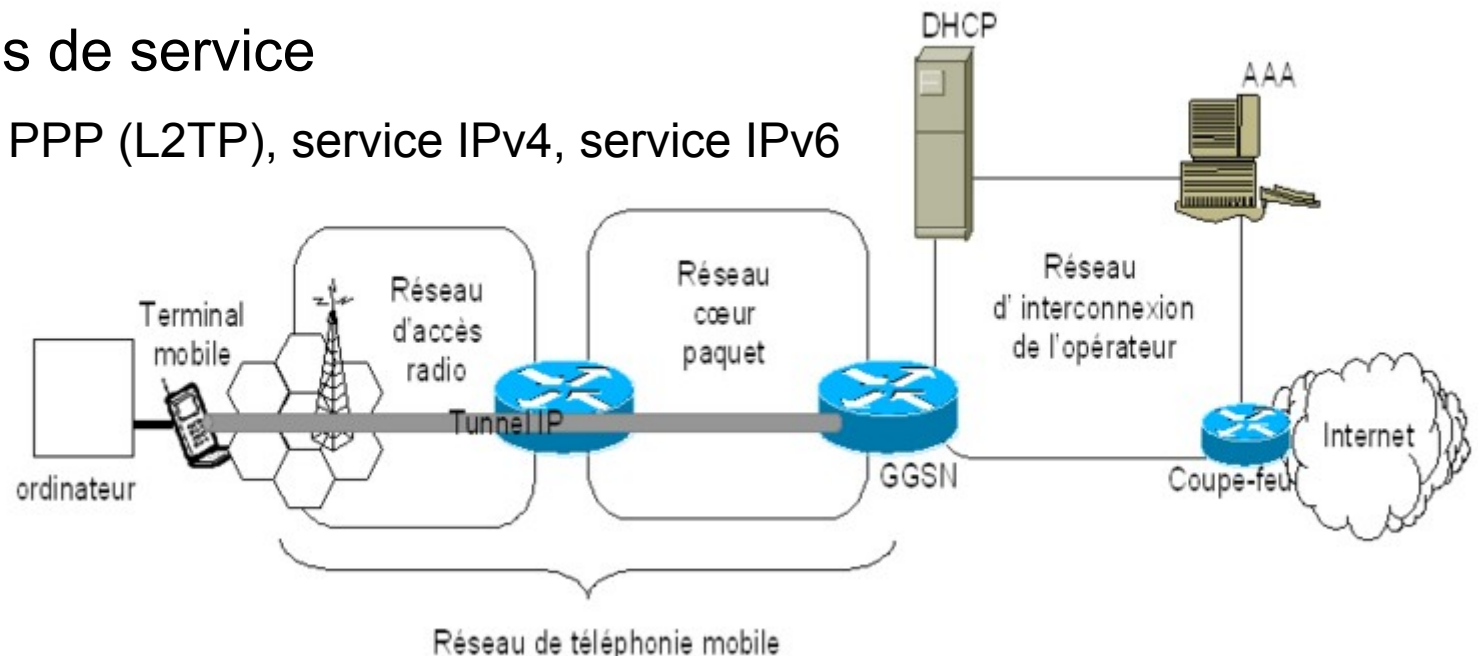 s de service
PPP (L2TP), service IPv4, service IPv6
DHCP
AAA
Terminal
mobile
Réseau
d'accès
radio
Réseau
cœur
paquet
Réseau
d' interconnexion
de l'opérateur
Tunnel IP
Internet
ordinateur
GGSN
Coupe-feu
Réseau de téléphonie mobile